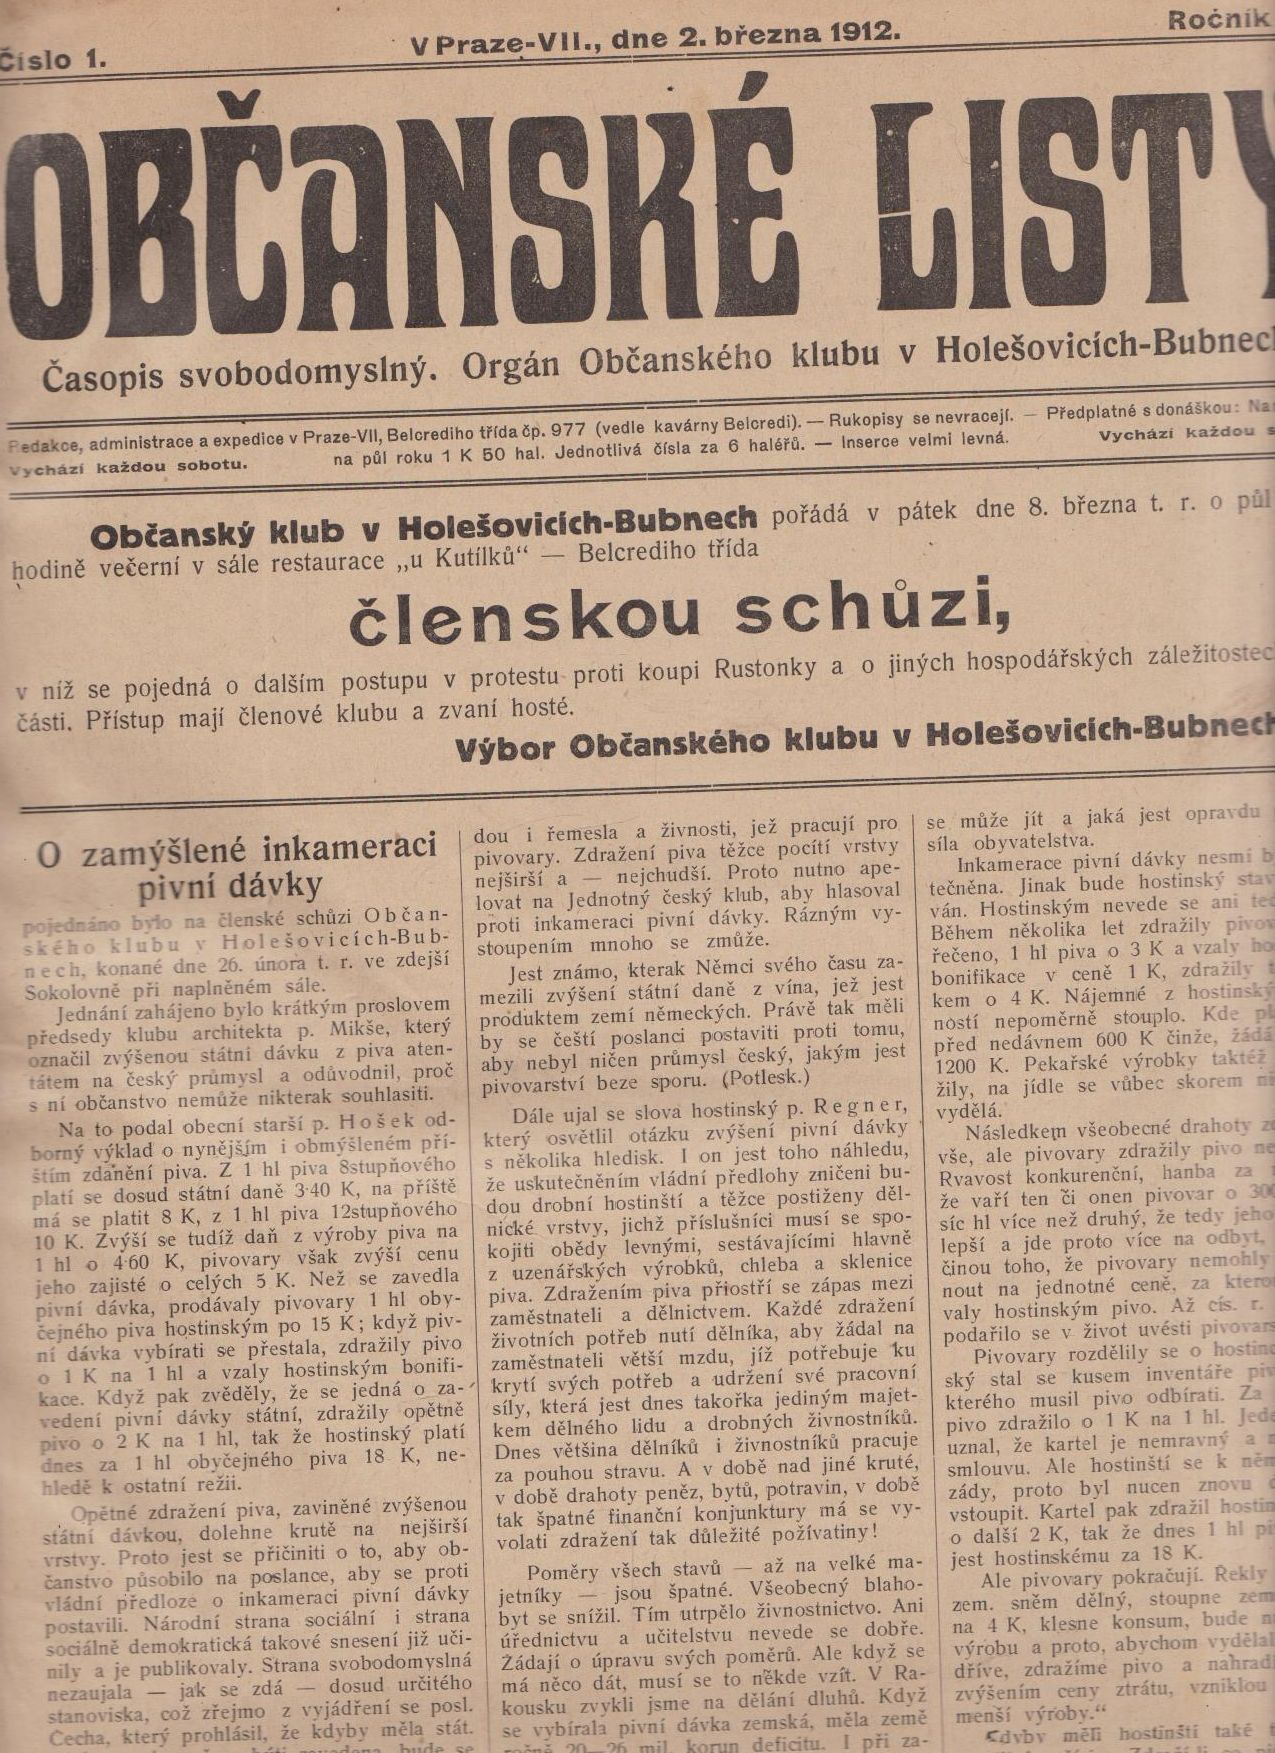 Číslo 1.
V Praze-VII., dne 2. března 1912.
Ročník
OBČANSKÉ LISTY
Časopis svobodomyslný. Orgán Občanského klubu v Holešovicích-Bubnech
Redakce, administrace a expedice v Praze-VII, Belcrediho třída čp. 977 (vedle kavárny Belcredi). — Rukopisy se nevracejí. — Předplatné s donáškou: Na
Vychází každou sobotu.
na půl roku 1 K 50 hal. Jednotlivá čísla za 6 haléřů. — Inserce velmi levná.
Vychází každou s
Občanský klub v Holešovicích-Bubnech pořádá v pátek dne 8. března t. r. o půl
hodině večerní v sále restaurace „u Kutílků“ — Belcrediho třída
členskou schůzi,
v níž se pojedná o dalším postupu v protestu proti koupi Rustonky a o jiných hospodářských záležitostec
části. Přístup mají členové klubu a zvaní hosté.
Výbor Občanského klubu v Holešovicích-Bubnech
O zamýšlené inkameraci
pivní dávky
pojednáno bylo na členské schůzi Občan-
ského klubu v Holešovicích-Bub-
nech, konané dne 26. února t. r. ve zdejší
Sokolovně při naplněném sále.
Jednání zahájeno bylo krátkým proslovem
předsedy klubu architekta p. Mikše, který
označil zvýšenou státní dávku z piva aten-
tátem na český průmysl a odůvodnil, proč
s ní občanstvo nemůže nikterak souhlasiti.
Na to podal obecní starší p. Hošek od-
borný výklad o nynějším i obmýšleném pří-
štím zdanění piva. Z 1 hl piva 8stupňového
platí se dosud státní daně 3·40 K, na příště
má se platit 8 K, z 1 hl piva 12stupňového
10 K. Zvýší se tudíž daň z výroby piva na
1 hl o 4·60 K, pivovary však zvýší cenu
jeho zajisté o celých 5 K. Než se zavedla
pivní dávka, prodávaly pivovary 1 hl oby-
čejného piva hostinským po 15 K; když piv-
ní dávka vybírati se přestala, zdražily pivo
o 1 K na 1 hl a vzaly hostinským bonifi-
kace. Když pak zvěděly, že se jedná o za-
vedení pivní dávky státní, zdražily opětně
pivo o 2 K na 1 hl, tak že hostinský platí
dnes za 1 hl obyčejného piva 18 K, ne-
hledě k ostatní režii.
Opětné zdražení piva, zaviněné zvýšenou
státní dávkou, dolehne krutě na nejširší
vrstvy. Proto jest se přičiniti o to, aby ob-
čanstvo působilo na poslance, aby se proti
vládní předloze o inkameraci pivní dávky
postavili. Národní strana sociální i strana
sociálně demokratická takové snesení již uči-
nily a je publikovaly. Strana svobodomyslná
nezaujala — jak se zdá — dosud určitého
stanoviska, což zřejmo z vyjádření se posl.
Čecha, který prohlásil, že kdyby měla stát.
dou i řemesla a živnosti, jež pracují pro
pivovary. Zdražení piva těžce pocítí vrstvy
nejširší a — nejchudší. Proto nutno ape-
lovat na Jednotný český klub, aby hlasoval
proti inkameraci pivní dávky. Rázným vy-
stoupením mnoho se zmůže.
Jest známo, kterak Němci svého času za-
mezili zvýšení státní daně z vína, jež jest
produktem zemí německých. Právě tak měli
by se čeští poslanci postaviti proti tomu,
aby nebyl ničen průmysl český, jakým jest
pivovarství beze sporu. (Potlesk.)
Dále ujal se slova hostinský p. Regner,
který osvětlil otázku zvýšení pivní dávky
s několika hledisk. I on jest toho náhledu,
že uskutečněním vládní předlohy zničeni bu-
dou drobní hostinští a těžce postiženy děl-
nické vrstvy, jichž příslušníci musí se spo-
kojiti obědy levnými, sestávajícími hlavně
z uzenářských výrobků, chleba a sklenice
piva. Zdražením piva přiostří se zápas mezi
zaměstnateli a dělnictvem. Každé zdražení
životních potřeb nutí dělníka, aby žádal na
zaměstnateli větší mzdu, jíž potřebuje ku
krytí svých potřeb a udržení své pracovní
síly, která jest dnes takořka jediným majet-
kem dělného lidu a drobných živnostníků.
Dnes většina dělníků i živnostníků pracuje
za pouhou stravu. A v době nad jiné kruté,
v době drahoty peněz, bytů, potravin, v době
tak špatné finanční konjunktury má se vy-
volati zdražení tak důležité požívatiny!
Poměry všech stavů — až na velké ma-
jetníky — jsou špatné. Všeobecný blaho-
byt se snížil. Tím utrpělo živnostnictvo. Ani
úřednictvu a učitelstvu nevede se dobře.
Žádají o úpravu svých poměrů. Ale když se
má něco dát, musí se to někde vzít. V Ra-
kousku zvykli jsme na dělání dluhů. Když
se vybírala pivní dávka zemská, měla země
ročně 20—26 mil. korun deficitu. I při za-
se může jít a jaká jest opravdu
síla obyvatelstva.
Inkamerace pivní dávky nesmí b
tečněna. Jinak bude hostinský stav
ván. Hostinským nevede se ani teď
Během několika let zdražily pivov
řečeno, 1 hl piva o 3 K a vzaly ho
bonifikace v ceně 1 K, zdražily t
kem o 4 K. Nájemné z hostinský
ností nepoměrně stouplo. Kde pl
před nedávnem 600 K činže, žádá
1200 K. Pekařské výrobky taktéž
žily, na jídle se vůbec skorem ni
vydělá.
Následkem všeobecné drahoty z
vše, ale pivovary zdražily pivo ne
Rvavost konkurenční, hanba za
že vaří ten či onen pivovar o 300
síc hl více než druhý, že tedy jeho
lepší a jde proto více na odbyt,
činou toho, že pivovary nemohly
nout na jednotné ceně, za kterou
valy hostinským pivo. Až cís. r.
podařilo se v život uvésti pivovars
Pivovary rozdělily se o hostins
ský stal se kusem inventáře piv
kterého musil pivo odbírati. Za
pivo zdražilo o 1 K na 1 hl. Jede
uznal, že kartel je nemravný a n
smlouvu. Ale hostinští se k něm
zády, proto byl nucen znovu d
vstoupit. Kartel pak zdražil hostin
o další 2 K, tak že dnes 1 hl pi
jest hostinskému za 18 K.
Ale pivovary pokračují. Řekly
zem. sněm dělný, stoupne zem
na 4 K, klesne konsum, bude n
výrobu a proto, abychom vydělal
dříve, zdražíme pivo a nahrad
zvýšením ceny ztrátu, vzniklou
menší výroby.“
Kdyby měli hostinští také t